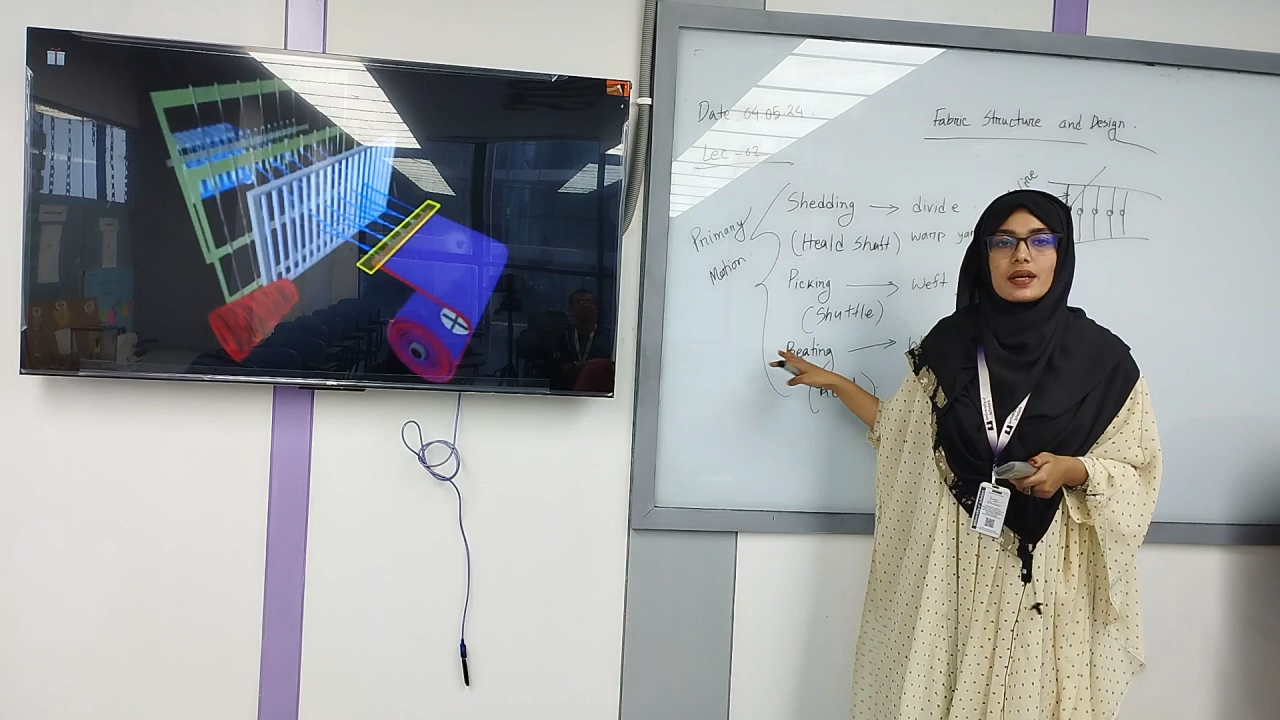 Date. 04.05.24.
Fabric Structure and Design.
Lec - 02
Primary
Motion
Shedding → divide
(Heald Shaft) warp yar
Picking → weft
(Shuttle)
Beating →